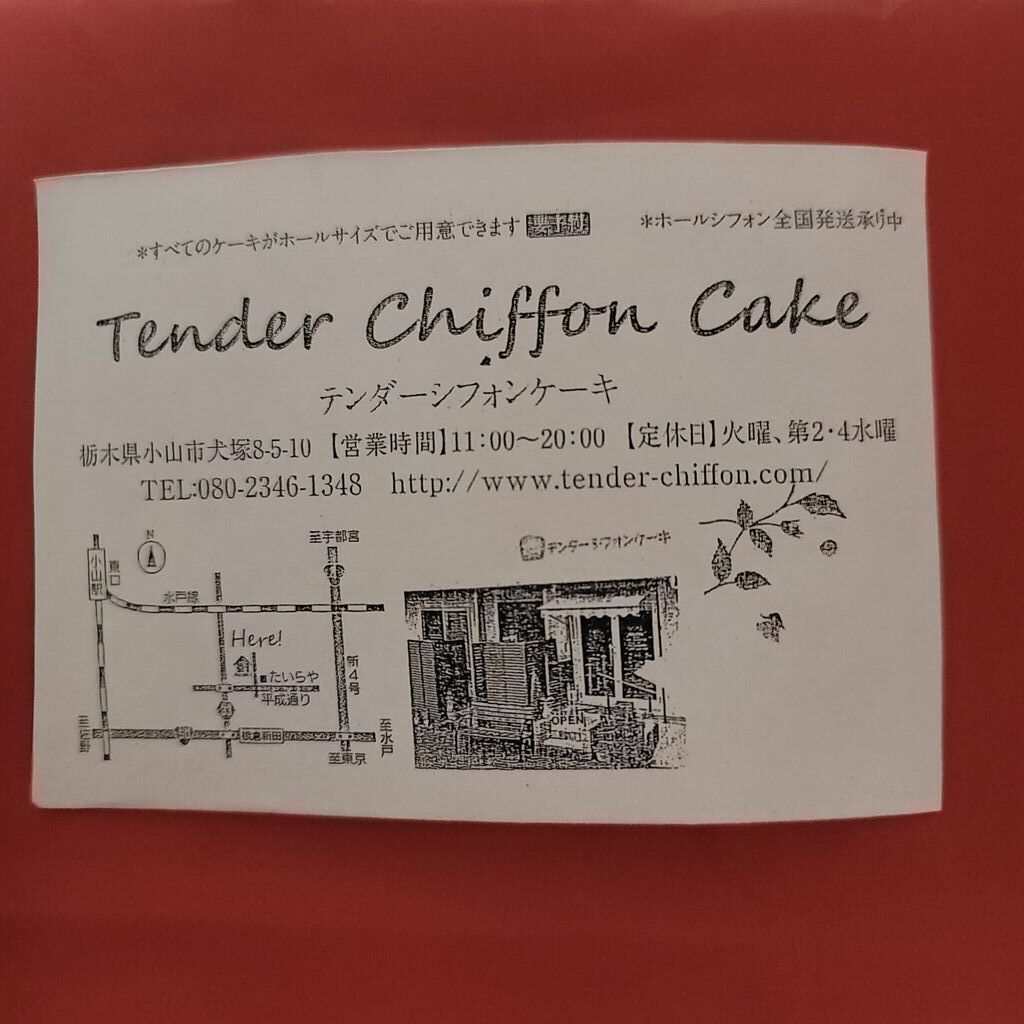 *すべてのケーキがホールサイズでご用意できます 要予約
*ホールシフォン全国発送承り中
Tender Chiffon Cake
テンダーシフォンケーキ
栃木県小山市犬塚8-5-10 【営業時間】11:00～20:00 【定休日】火曜、第2・4水曜
TEL:080-2346-1348 http://www.tender-chiffon.com/
テンダーシフォンケーキ
N
至宇都宮
小山駅
東口
水戸線
Here!
たいらや
平成通り
新4号
至佐野
至水戸
至東京
OPEN